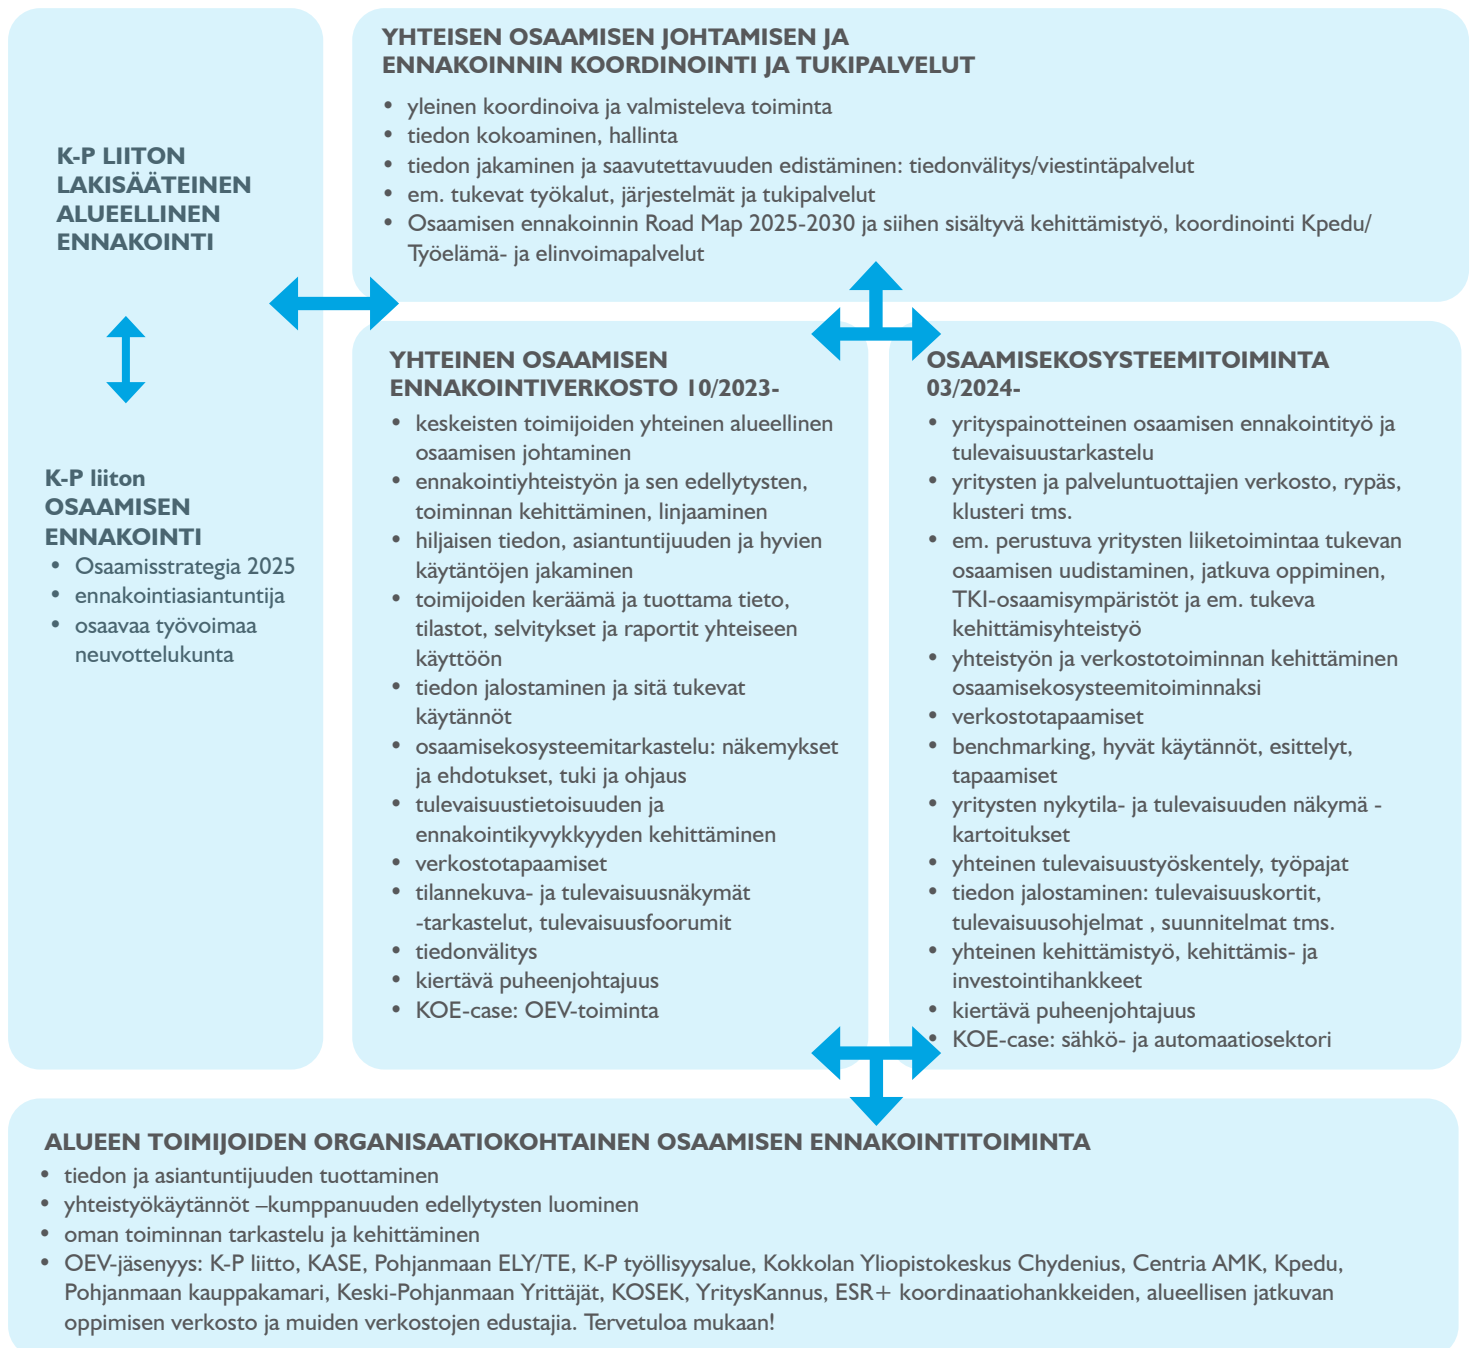 K-P LIITON
LAKISÄÄTEINEN
ALUEELLINEN
ENNAKOINTI
K-P liiton
OSAAMISEN
ENNAKOINTI
• Osaamisstrategia 2025
• ennakointiasiantuntija
• osaavaa työvoimaa
neuvottelukunta
YHTEISEN OSAAMISEN JOHTAMISEN JA
ENNAKOINNIN KOORDINOINTI JA TUKIPALVELUT
• yleinen koordinoiva ja valmisteleva toiminta
• tiedon kokoaminen, hallinta
• tiedon jakaminen ja saavutettavuuden edistäminen: tiedonvälitys/viestintäpalvelut
• em. tukevat työkalut, järjestelmät ja tukipalvelut
• Osaamisen ennakoinnin Road Map 2025-2030 ja siihen sisältyvä kehittämistyö, koordinointi Kpedu/
Työelämä- ja elinvoimapalvelut
YHTEINEN OSAAMISEN
ENNAKOINTIVERKOSTO 10/2023-
• keskeisten toimijoiden yhteinen alueellinen
osaamisen johtaminen
• ennakointiyhteistyön ja sen edellytysten,
toiminnan kehittäminen, linjaaminen
• hiljaisen tiedon, asiantuntijuuden ja hyvien
käytäntöjen jakaminen
• toimijoiden keräämä ja tuottama tieto,
tilastot, selvitykset ja raportit yhteiseen
käyttöön
• tiedon jalostaminen ja sitä tukevat
käytännöt
• osaamisekosysteemitarkastelu: näkemykset
ja ehdotukset, tuki ja ohjaus
• tulevaisuustietoisuuden ja
ennakointikyvykkyyden kehittäminen
• verkostotapaamiset
• tilannekuva- ja tulevaisuusnäkymät
-tarkastelut, tulevaisuusfoorumit
• tiedonvälitys
• kiertävä puheenjohtajuus
• KOE-case: OEV-toiminta
OSAAMISEKOSYSTEEMITOIMINTA
03/2024-
• yrityspainotteinen osaamisen ennakointityö ja
tulevaisuustarkastelu
• yritysten ja palveluntuottajien verkosto, rypäs,
klusteri tms.
• em. perustuva yritysten liiketoimintaa tukevan
osaamisen uudistaminen, jatkuva oppiminen,
TKI-osaamisympäristöt ja em. tukeva
kehittämisyhteistyö
• yhteistyön ja verkostotoiminnan kehittäminen
osaamisekosysteemitoiminnaksi
• verkostotapaamiset
• benchmarking, hyvät käytännöt, esittelyt,
tapaamiset
• yritysten nykytila- ja tulevaisuuden näkymä -
kartoitukset
• yhteinen tulevaisuustyöskentely, työpajat
• tiedon jalostaminen: tulevaisuuskortit,
tulevaisuusohjelmat , suunnitelmat tms.
• yhteinen kehittämistyö, kehittämis- ja
investointihankkeet
• kiertävä puheenjohtajuus
• KOE-case: sähkö- ja automaatiosektori
ALUEEN TOIMIJOIDEN ORGANISAATIOKOHTAINEN OSAAMISEN ENNAKOINTITOIMINTA
• tiedon ja asiantuntijuuden tuottaminen
• yhteistyökäytännöt –kumppanuuden edellytysten luominen
• oman toiminnan tarkastelu ja kehittäminen
• OEV-jäsenyys: K-P liitto, KASE, Pohjanmaan ELY/TE, K-P työllisyysalue, Kokkolan Yliopistokeskus Chydenius, Centria AMK, Kpedu,
Pohjanmaan kauppakamari, Keski-Pohjanmaan Yrittäjät, KOSEK, YritysKannus, ESR+ koordinaatiohankkeiden, alueellisen jatkuvan
oppimisen verkosto ja muiden verkostojen edustajia. Tervetuloa mukaan!